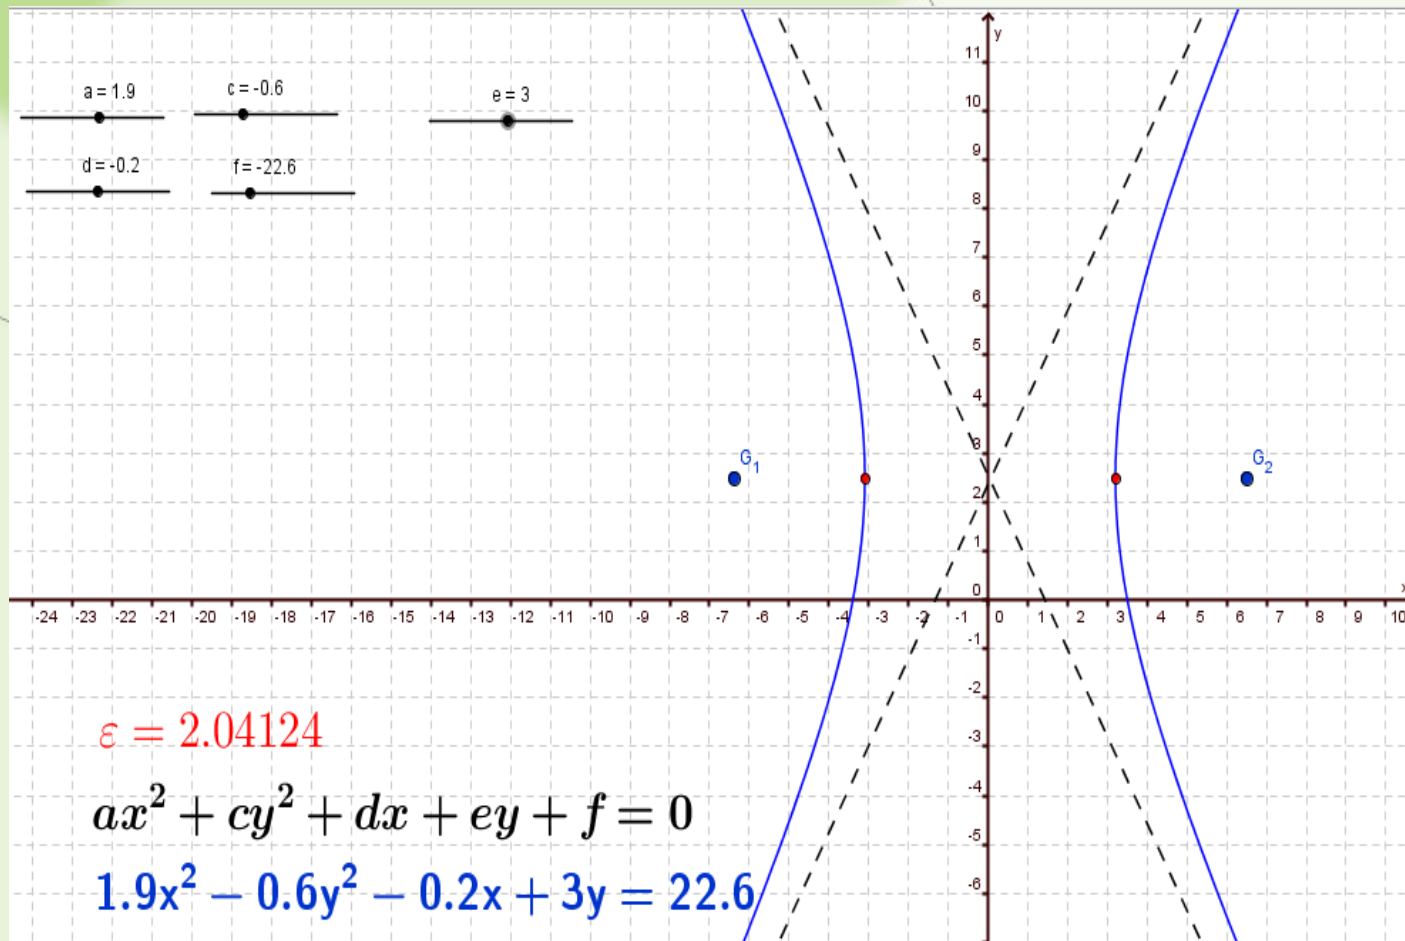 a = 1.9
c = -0.6
e = 3
d = -0.2
f = -22.6
y
11
10
9
8
7
6
5
4
3
2
1
0
-1
-2
-3
-4
-5
-6
G₁
G₂
-24 -23 -22 -21 -20 -19 -18 -17 -16 -15 -14 -13 -12 -11 -10 -9 -8 -7 -6 -5 -4 -3 -2 -1 0 1 2 3 4 5 6 7 8 9 10
x
ε = 2.04124
ax² + cy² + dx + ey + f = 0
1.9x² − 0.6y² − 0.2x + 3y = 22.6